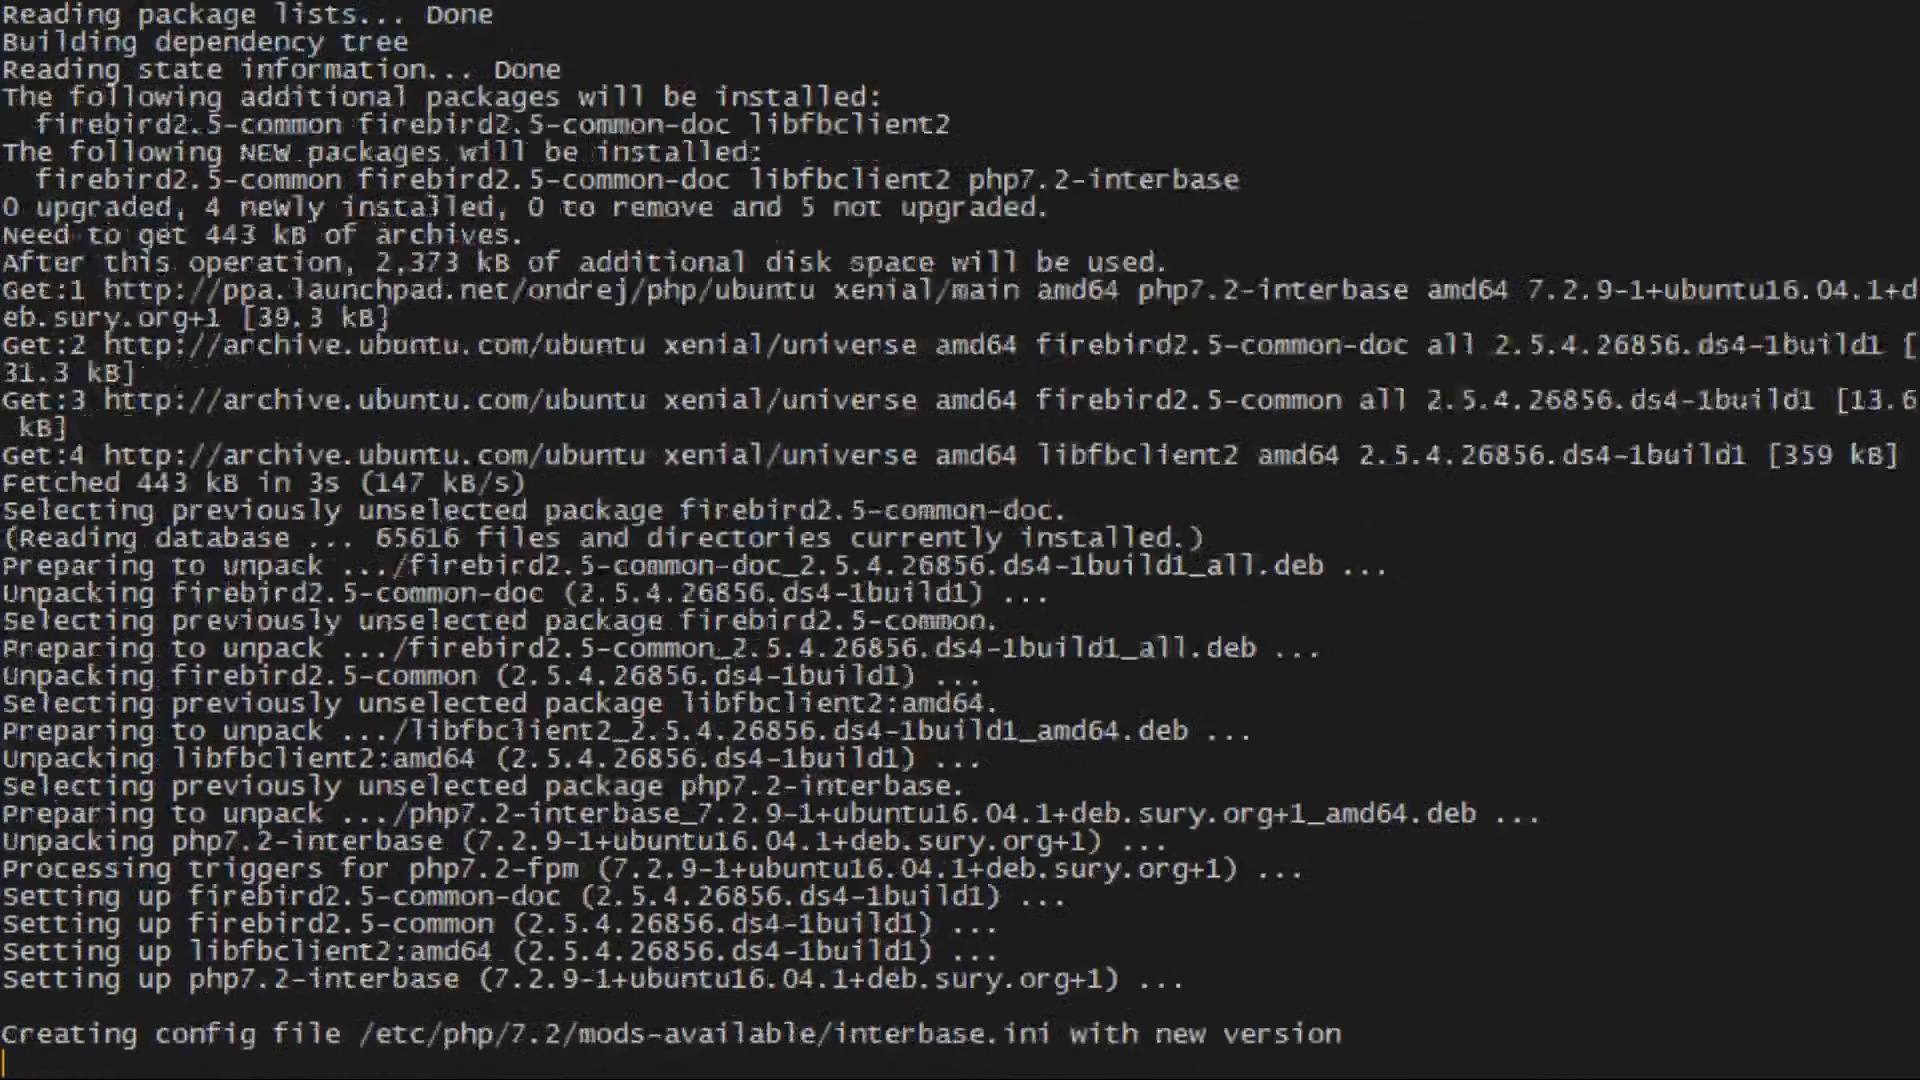 Reading package lists... Done
Building dependency tree
Reading state information... Done
The following additional packages will be installed:
  firebird2.5-common firebird2.5-common-doc libfbclient2
The following NEW packages will be installed:
  firebird2.5-common firebird2.5-common-doc libfbclient2 php7.2-interbase
0 upgraded, 4 newly installed, 0 to remove and 5 not upgraded.
Need to get 443 kB of archives.
After this operation, 2,373 kB of additional disk space will be used.
Get:1 http://ppa.launchpad.net/ondrej/php/ubuntu xenial/main amd64 php7.2-interbase amd64 7.2.9-1+ubuntu16.04.1+d
eb.sury.org+1 [39.3 kB]
Get:2 http://archive.ubuntu.com/ubuntu xenial/universe amd64 firebird2.5-common-doc all 2.5.4.26856.ds4-1build1 [
31.3 kB]
Get:3 http://archive.ubuntu.com/ubuntu xenial/universe amd64 firebird2.5-common all 2.5.4.26856.ds4-1build1 [13.6
 kB]
Get:4 http://archive.ubuntu.com/ubuntu xenial/universe amd64 libfbclient2 amd64 2.5.4.26856.ds4-1build1 [359 kB]
Fetched 443 kB in 3s (147 kB/s)
Selecting previously unselected package firebird2.5-common-doc.
(Reading database ... 65616 files and directories currently installed.)
Preparing to unpack .../firebird2.5-common-doc_2.5.4.26856.ds4-1build1_all.deb ...
Unpacking firebird2.5-common-doc (2.5.4.26856.ds4-1build1) ...
Selecting previously unselected package firebird2.5-common.
Preparing to unpack .../firebird2.5-common_2.5.4.26856.ds4-1build1_all.deb ...
Unpacking firebird2.5-common (2.5.4.26856.ds4-1build1) ...
Selecting previously unselected package libfbclient2:amd64.
Preparing to unpack .../libfbclient2_2.5.4.26856.ds4-1build1_amd64.deb ...
Unpacking libfbclient2:amd64 (2.5.4.26856.ds4-1build1) ...
Selecting previously unselected package php7.2-interbase.
Preparing to unpack .../php7.2-interbase_7.2.9-1+ubuntu16.04.1+deb.sury.org+1_amd64.deb ...
Unpacking php7.2-interbase (7.2.9-1+ubuntu16.04.1+deb.sury.org+1) ...
Processing triggers for php7.2-fpm (7.2.9-1+ubuntu16.04.1+deb.sury.org+1) ...
Setting up firebird2.5-common-doc (2.5.4.26856.ds4-1build1) ...
Setting up firebird2.5-common (2.5.4.26856.ds4-1build1) ...
Setting up libfbclient2:amd64 (2.5.4.26856.ds4-1build1) ...
Setting up php7.2-interbase (7.2.9-1+ubuntu16.04.1+deb.sury.org+1) ...

Creating config file /etc/php/7.2/mods-available/interbase.ini with new version